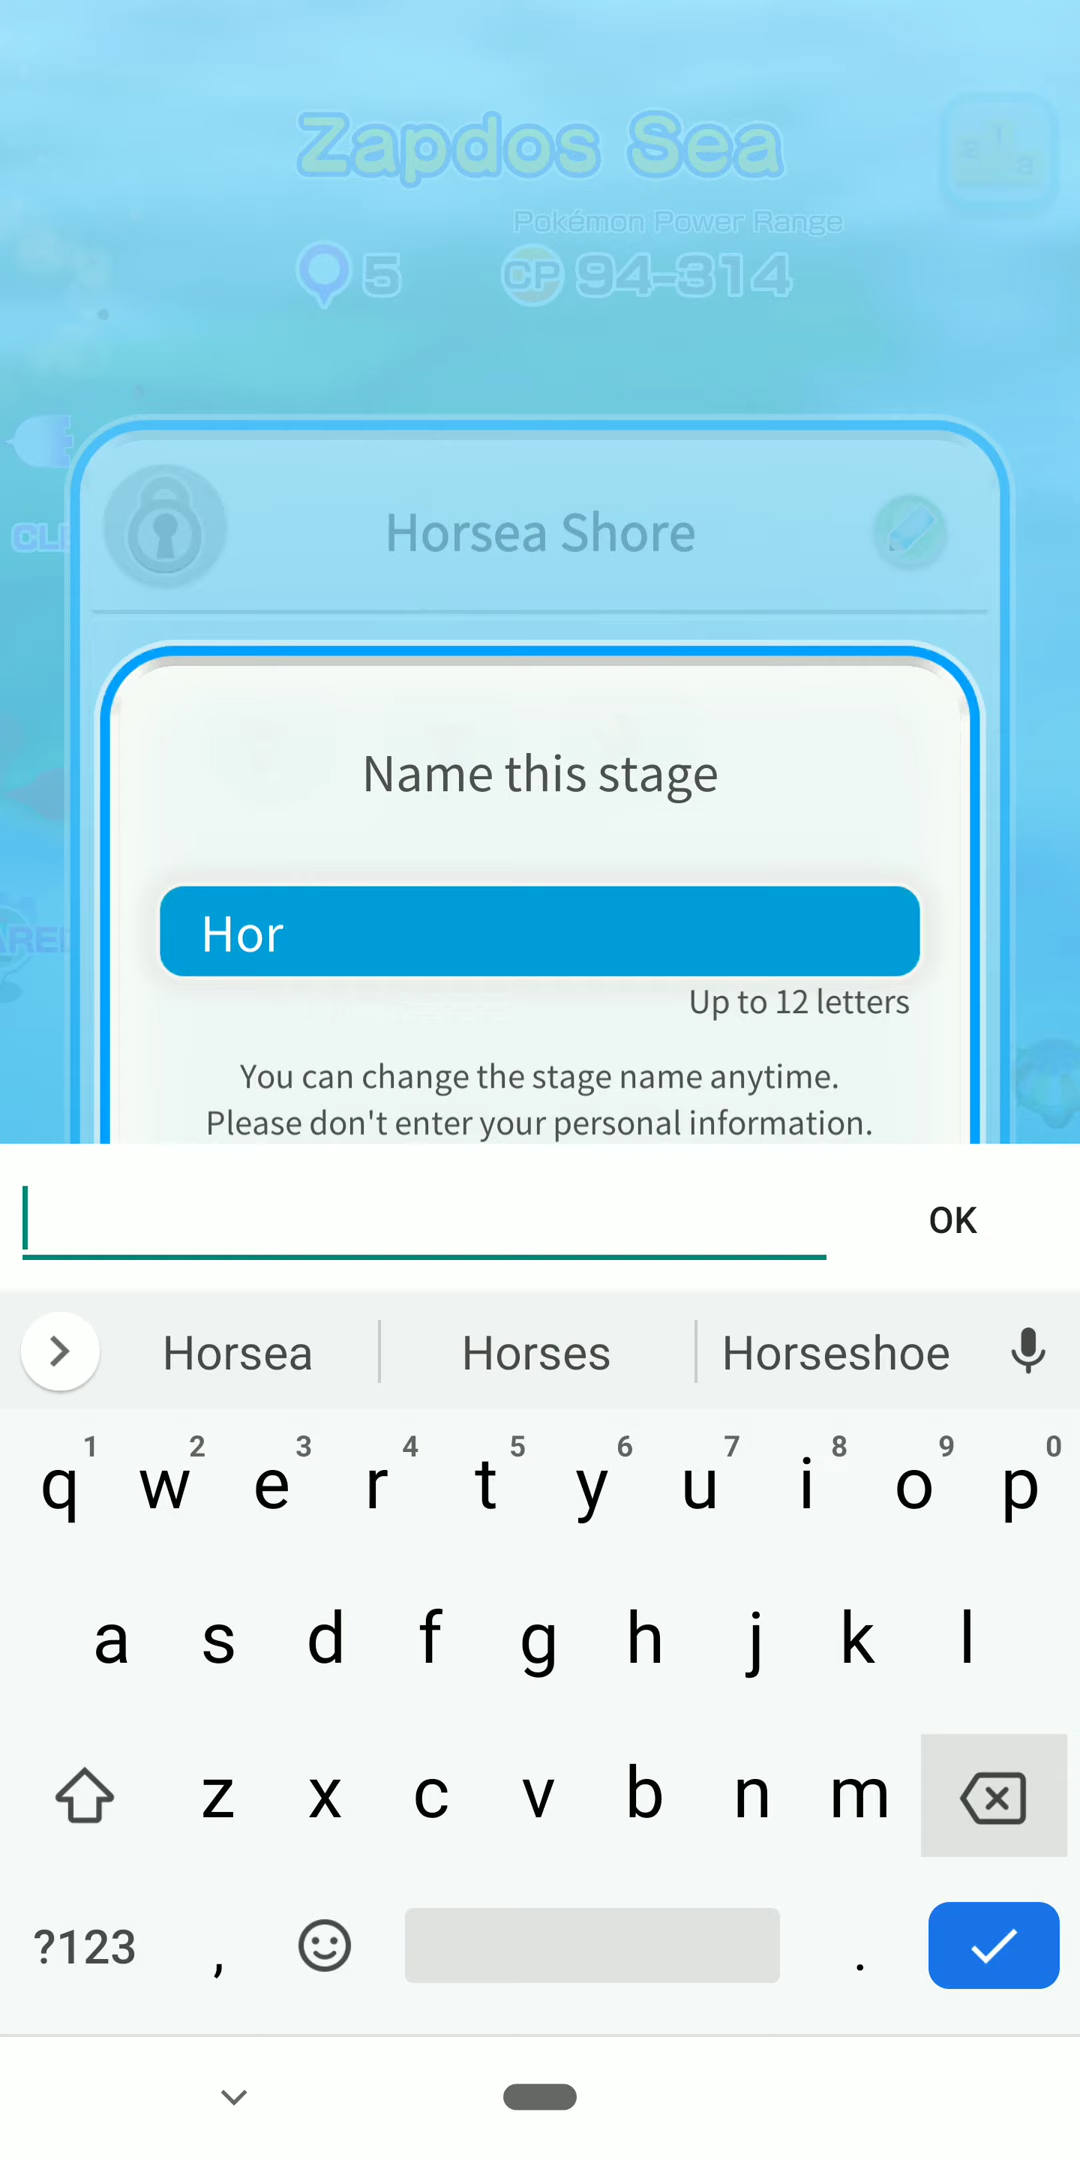 Zapdos Sea
Pokémon Power Range
5 CP 94-314
Horsea Shore
Name this stage
Hor
Up to 12 letters
You can change the stage name anytime.
Please don't enter your personal information.
OK
Horsea Horses Horseshoe
1 2 3 4 5 6 7 8 9 0
q w e r t y u i o p
a s d f g h j k l
z x c v b n m
?123 , .